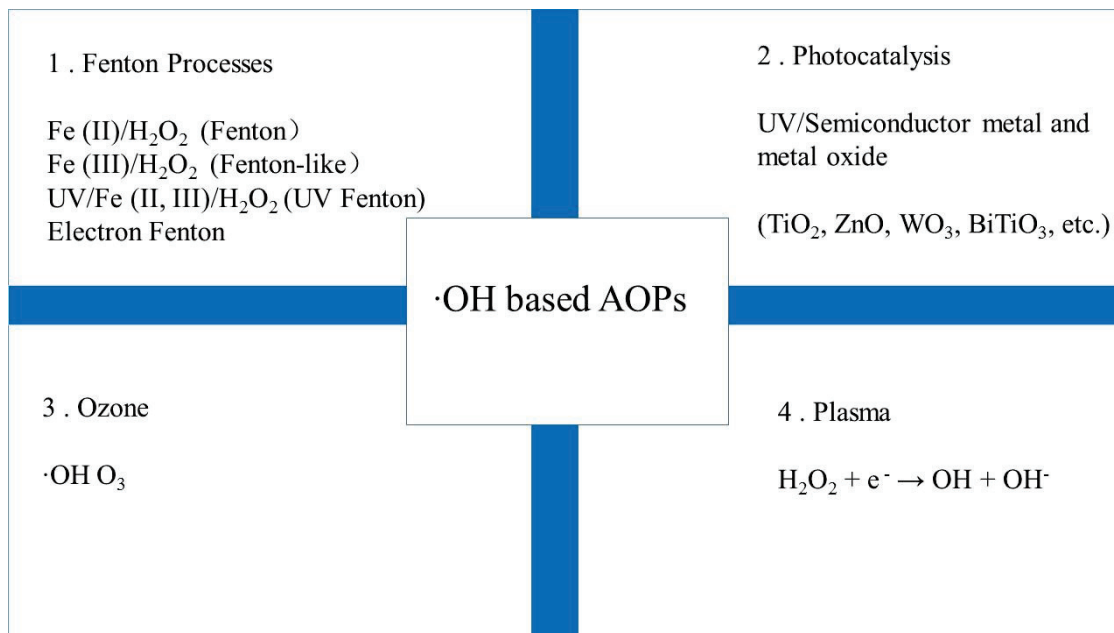 1 . Fenton Processes
Fe (II)/H₂O₂ (Fenton）
Fe (III)/H₂O₂ (Fenton-like）
UV/Fe (II, III)/H₂O₂ (UV Fenton)
Electron Fenton
2 . Photocatalysis
UV/Semiconductor metal and
metal oxide
(TiO₂, ZnO, WO₃, BiTiO₃, etc.)
·OH based AOPs
3 . Ozone
·OH O₃
4 . Plasma
H₂O₂ + e⁻ → OH + OH⁻